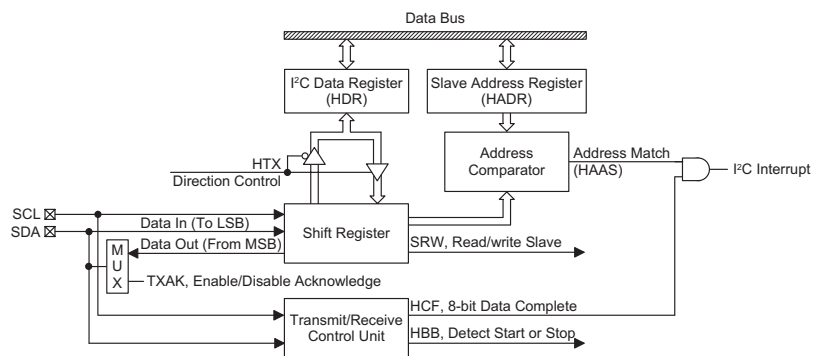 Data Bus
I²C Data Register
(HDR)
Slave Address Register
(HADR)
HTX
Direction Control
Address
Comparator
Address Match
(HAAS)
I²C Interrupt
SCL
SDA
Data In (To LSB)
Data Out (From MSB)
Shift Register
SRW, Read/write Slave
MUX
TXAK, Enable/Disable Acknowledge
Transmit/Receive
Control Unit
HCF, 8-bit Data Complete
HBB, Detect Start or Stop